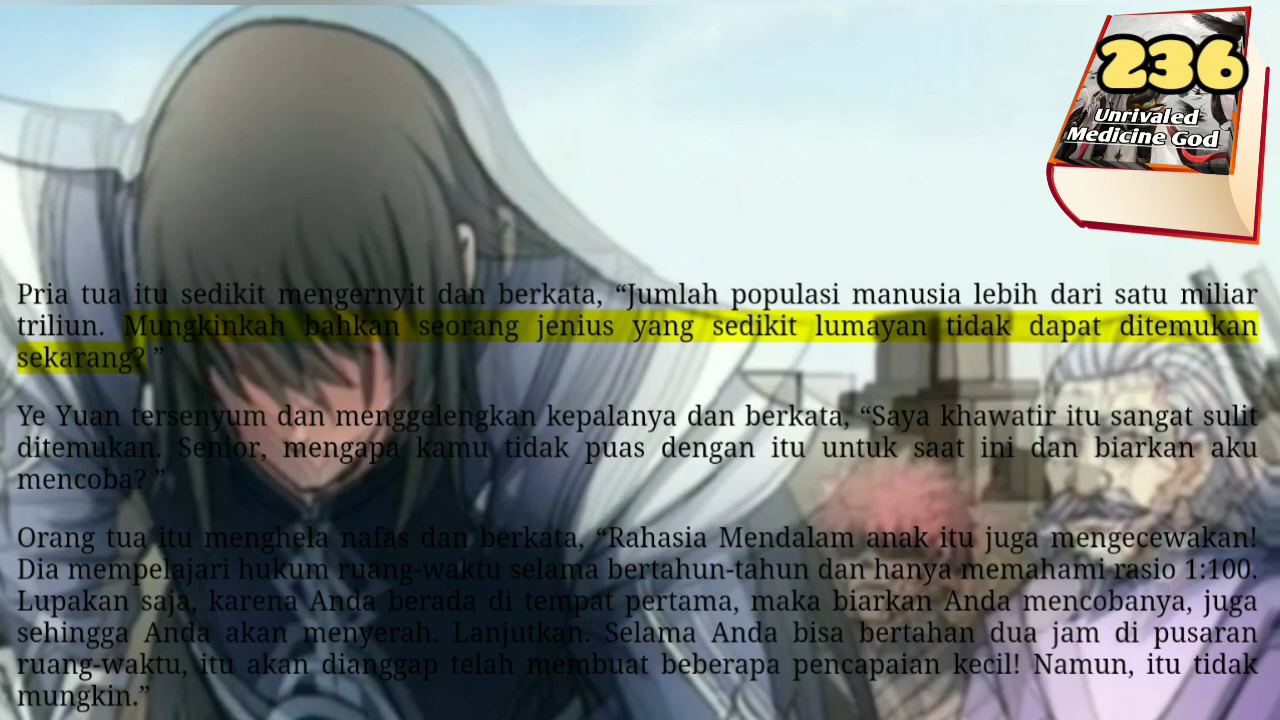 236
Unrivaled
Medicine God
Pria tua itu sedikit mengernyit dan berkata, “Jumlah populasi manusia lebih dari satu miliar
triliun. Mungkinkah bahkan seorang jenius yang sedikit lumayan tidak dapat ditemukan
sekarang? ”
Ye Yuan tersenyum dan menggelengkan kepalanya dan berkata, “Saya khawatir itu sangat sulit
ditemukan. Senior, mengapa kamu tidak puas dengan itu untuk saat ini dan biarkan aku
mencoba? ”
Orang tua itu menghela nafas dan berkata, “Rahasia Mendalam anak itu juga mengecewakan!
Dia mempelajari hukum ruang-waktu selama bertahun-tahun dan hanya memahami rasio 1:100.
Lupakan saja, karena Anda berada di tempat pertama, maka biarkan Anda mencobanya, juga
sehingga Anda akan menyerah. Lanjutkan. Selama Anda bisa bertahan dua jam di pusaran
ruang-waktu, itu akan dianggap telah membuat beberapa pencapaian kecil! Namun, itu tidak
mungkin.”